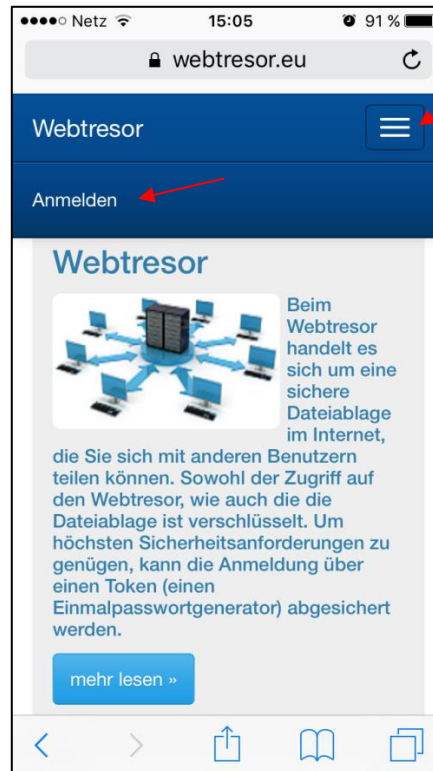 Netz 15:05 91 %
webtresor.eu
Webtresor
Anmelden
Webtresor
Beim
Webtresor
handelt es
sich um eine
sichere
Dateiablage
im Internet,
die Sie sich mit anderen Benutzern
teilen können. Sowohl der Zugriff auf
den Webtresor, wie auch die die
Dateiablage ist verschlüsselt. Um
höchsten Sicherheitsanforderungen zu
genügen, kann die Anmeldung über
einen Token (einen
Einmalpasswortgenerator) abgesichert
werden.
mehr lesen »